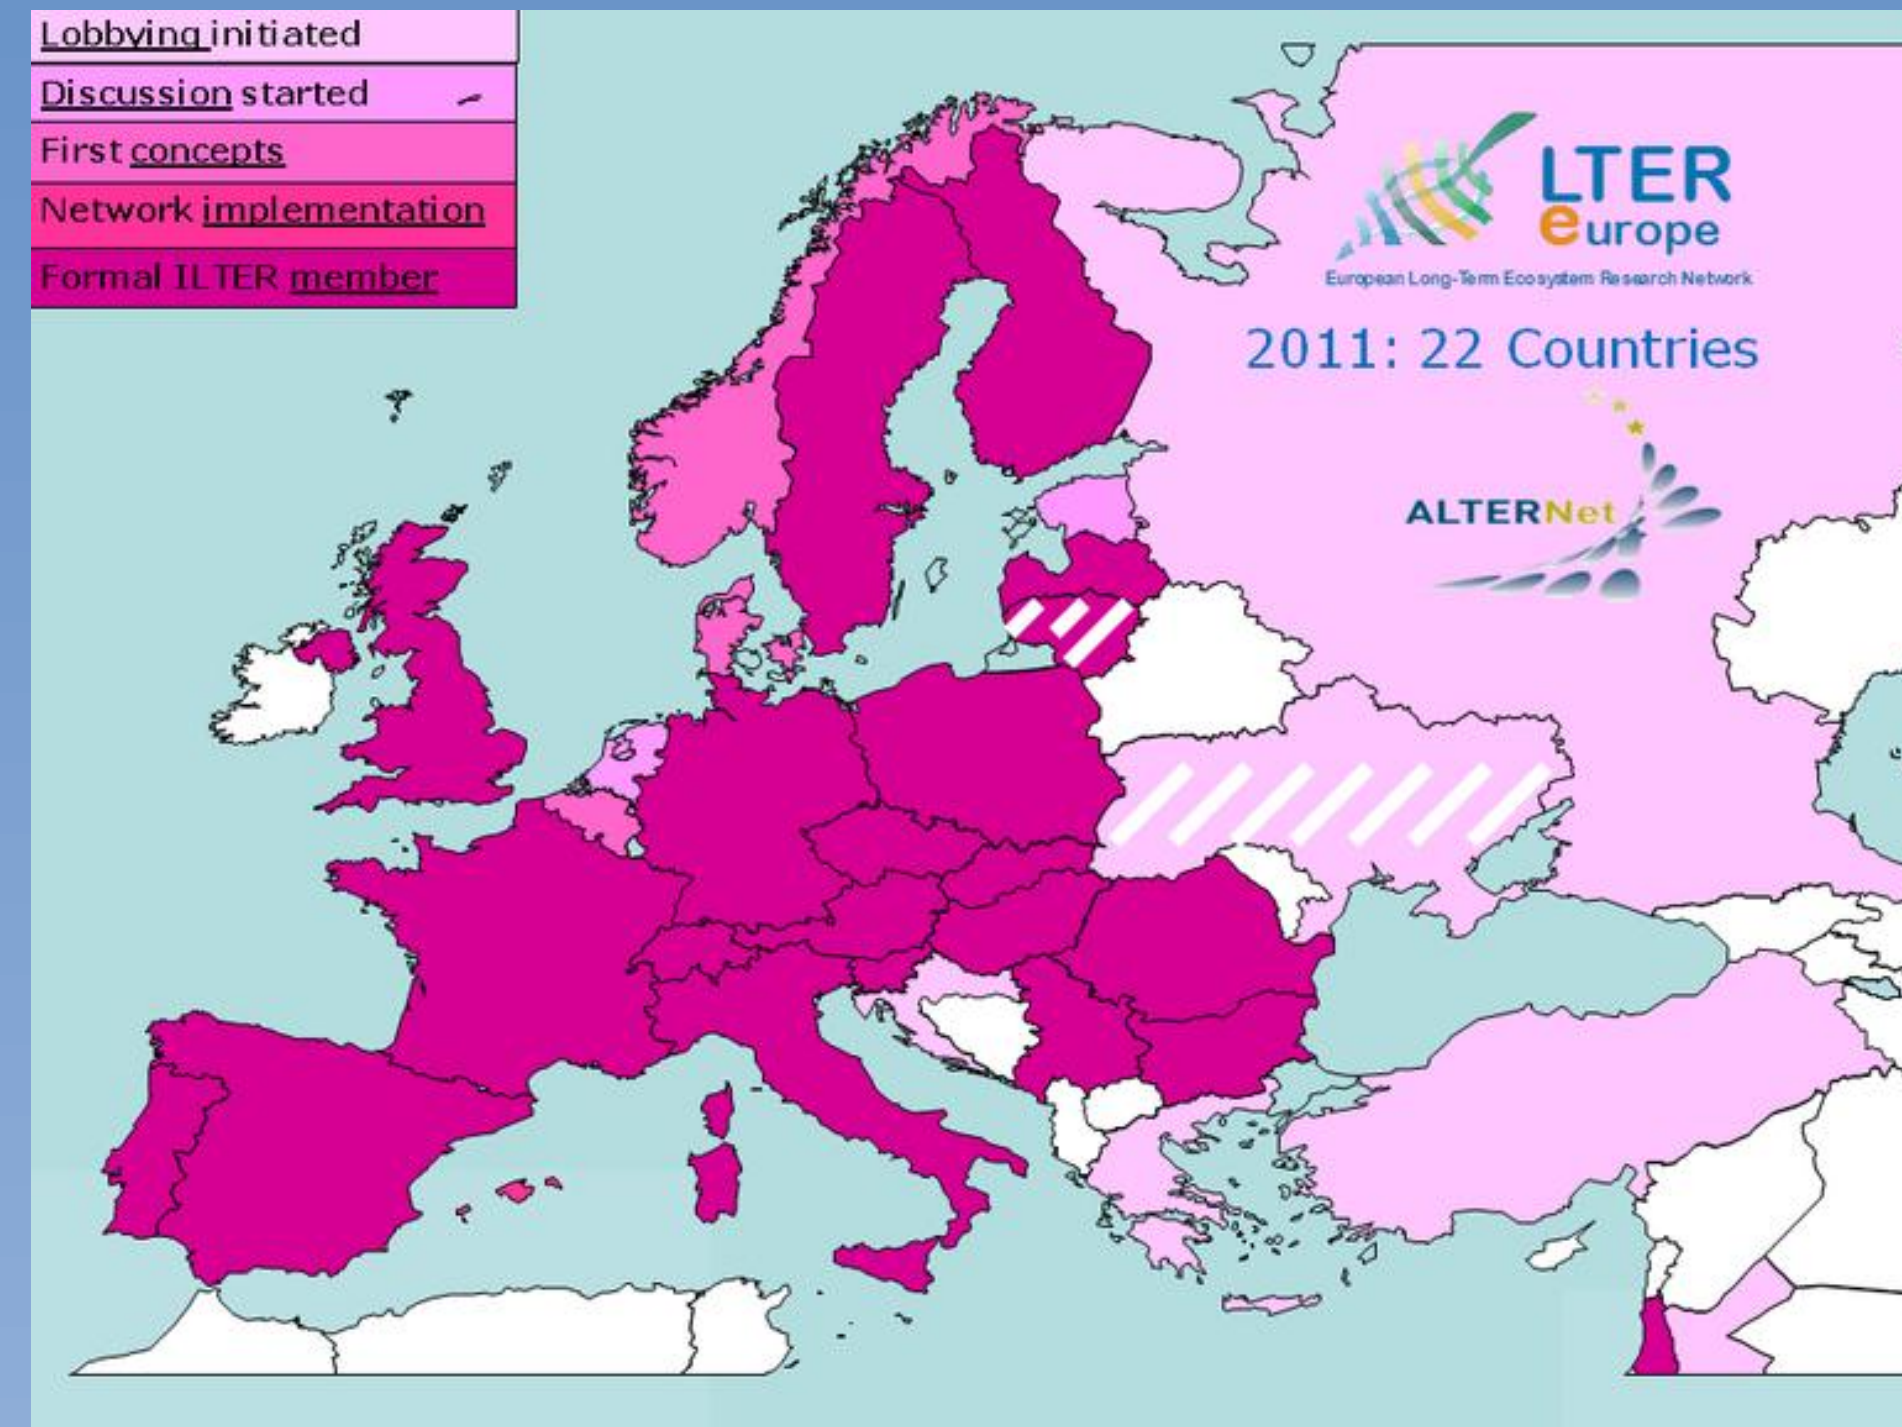 Lobbying initiated
Discussion started
First concepts
Network implementation
Formal ILTER member
LTER
europe
European Long-Term Ecosystem Research Network
2011: 22 Countries
ALTERNet